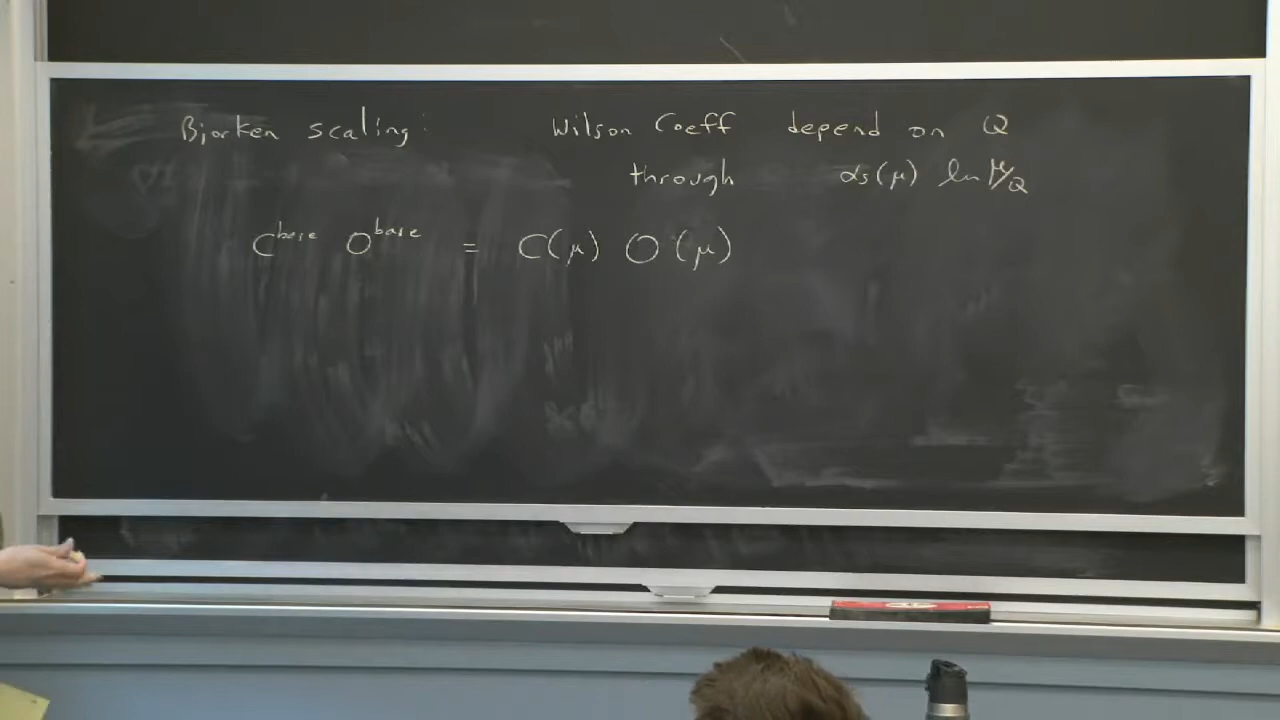 Bjorken scaling: Wilson Coeff depend on Q
through αs(μ) ln μ/Q
C^bare O^bare = C(μ) O(μ)